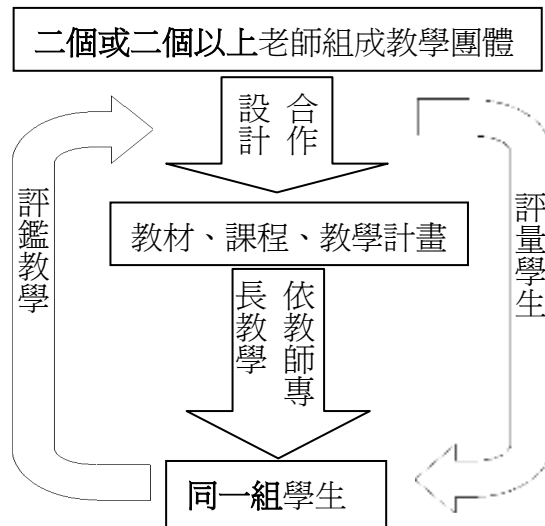 二個或二個以上老師組成教學團體
合作
設計
教材、課程、教學計畫
評鑑教學
評量學生
依教師專
長教學
同一組學生